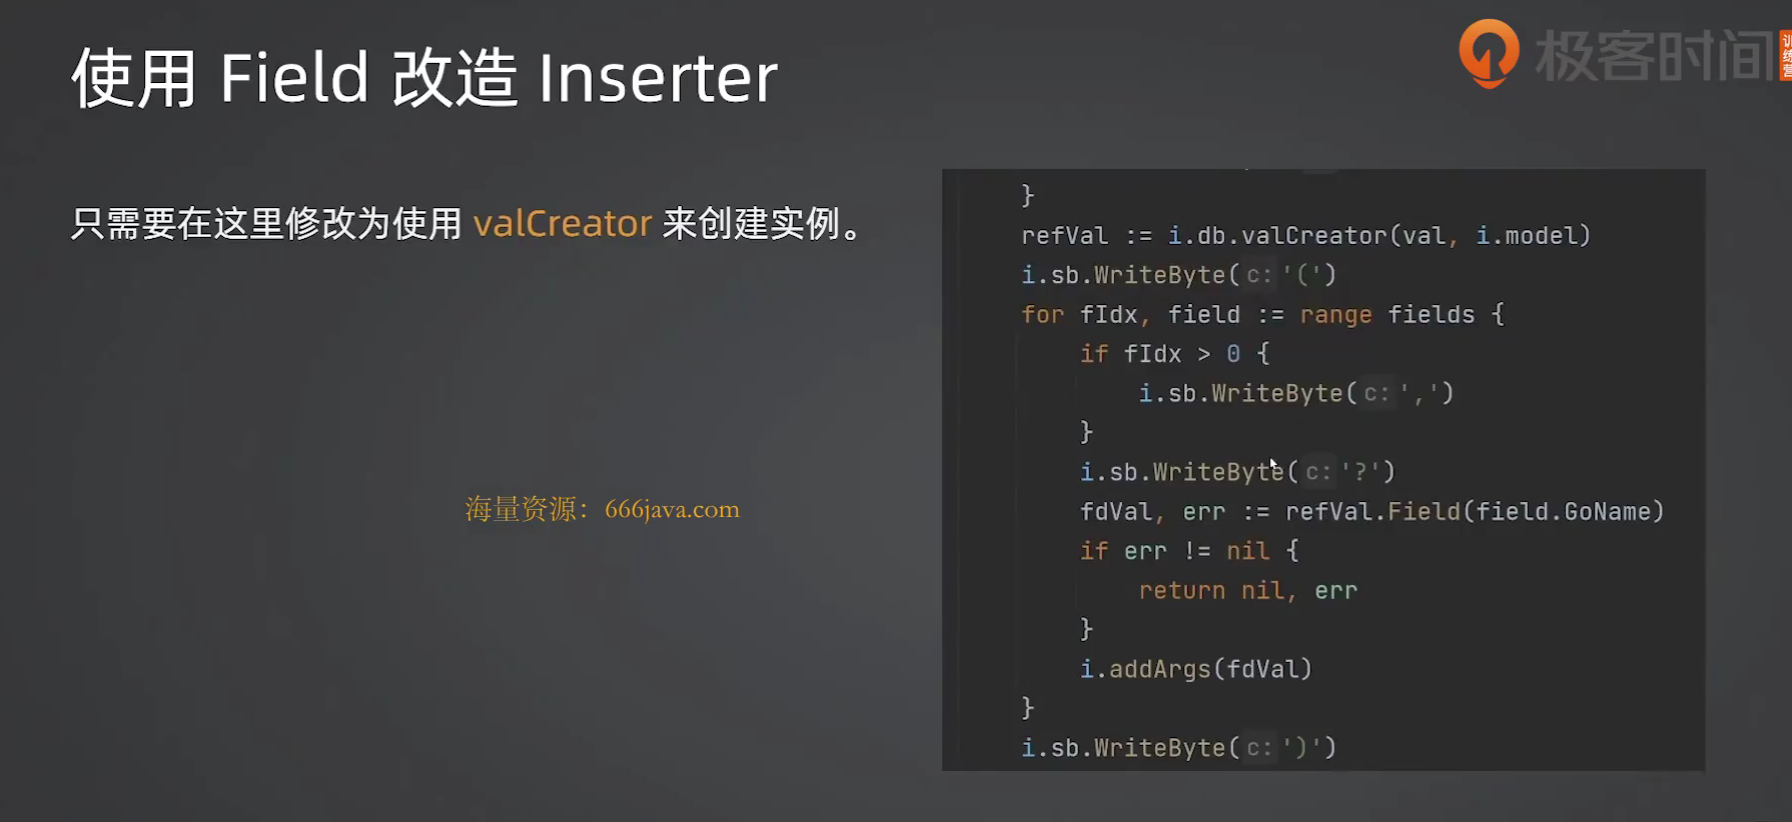 使用 Field 改造 Inserter
极客时间
训练营
只需要在这里修改为使用 valCreator 来创建实例。
海量资源：666java.com
}
refVal := i.db.valCreator(val, i.model)
i.sb.WriteByte( c: '(')
for fIdx, field := range fields {
if fIdx > 0 {
i.sb.WriteByte( c: ',')
}
i.sb.WriteByte( c: '?')
fdVal, err := refVal.Field(field.GoName)
if err != nil {
return nil, err
}
i.addArgs(fdVal)
}
i.sb.WriteByte( c: ')')